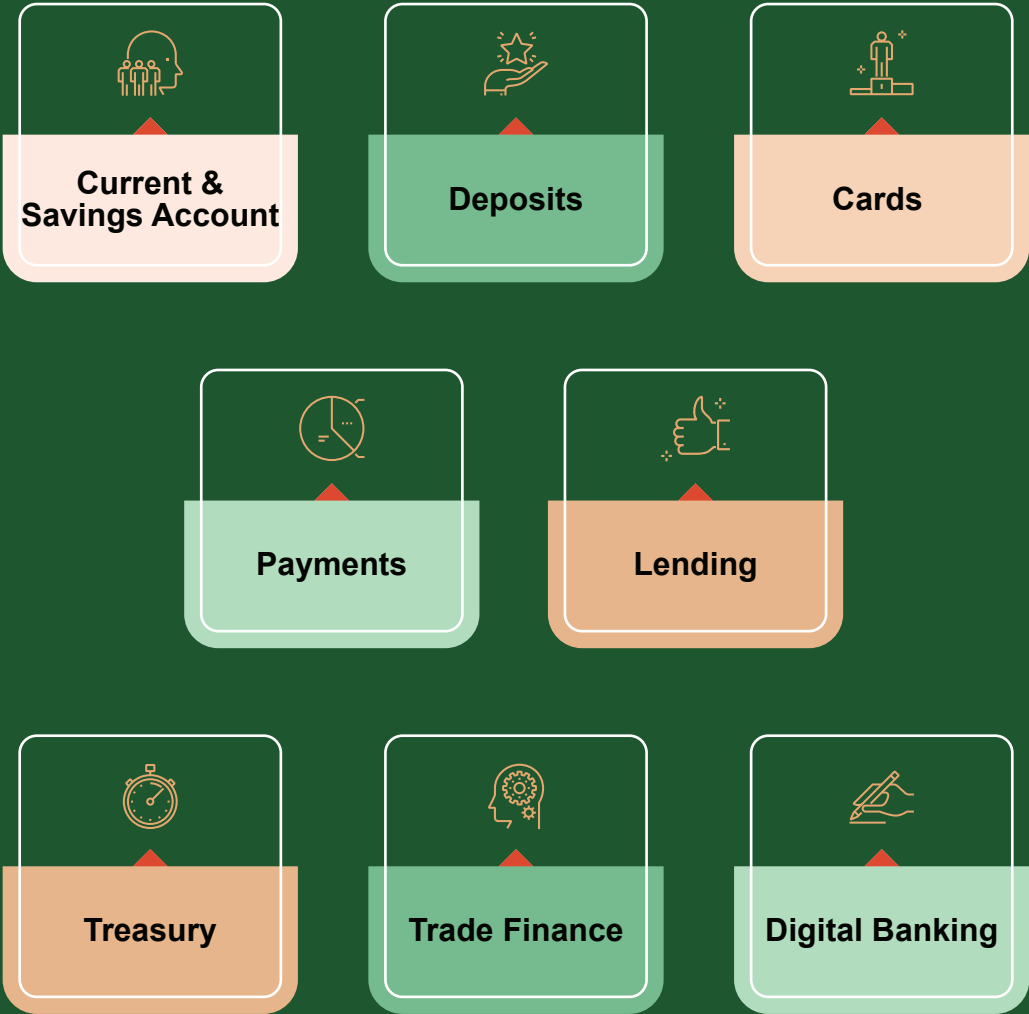 Current &
Savings Account
Deposits
Cards
Payments
Lending
Treasury
Trade Finance
Digital Banking